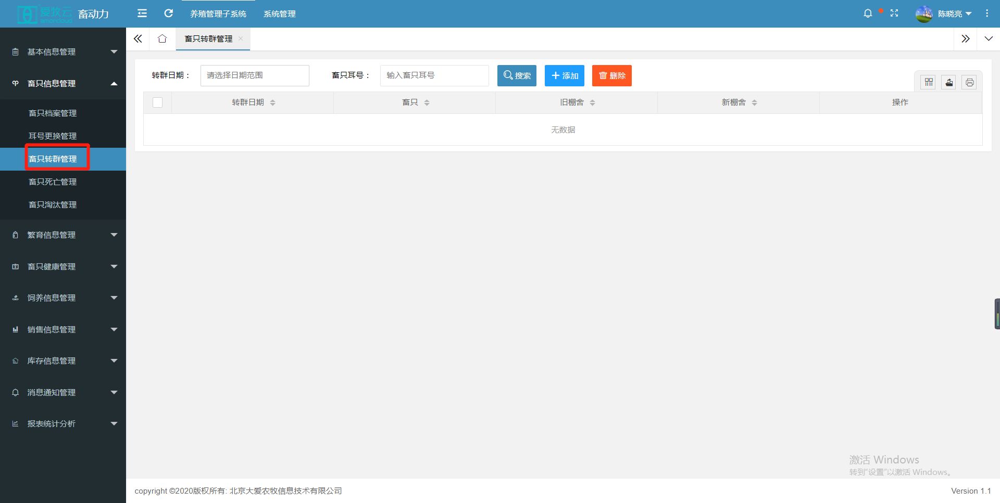 爱牧云 畜动力 养殖管理子系统 系统管理 陈晓亮
amorcloud
畜只转群管理
基本信息管理
畜只信息管理
畜只档案管理
耳号更换管理
畜只转群管理
畜只死亡管理
畜只淘汰管理
繁育信息管理
畜只健康管理
饲养信息管理
销售信息管理
库存信息管理
消息通知管理
报表统计分析
转群日期： 请选择日期范围 畜只耳号： 输入畜只耳号 搜索 添加 删除
转群日期 畜只 旧棚舍 新棚舍 操作
无数据
激活 Windows
转到“设置”以激活 Windows。
copyright ©2020版权所有: 北京大爱农牧信息技术有限公司 Version 1.1